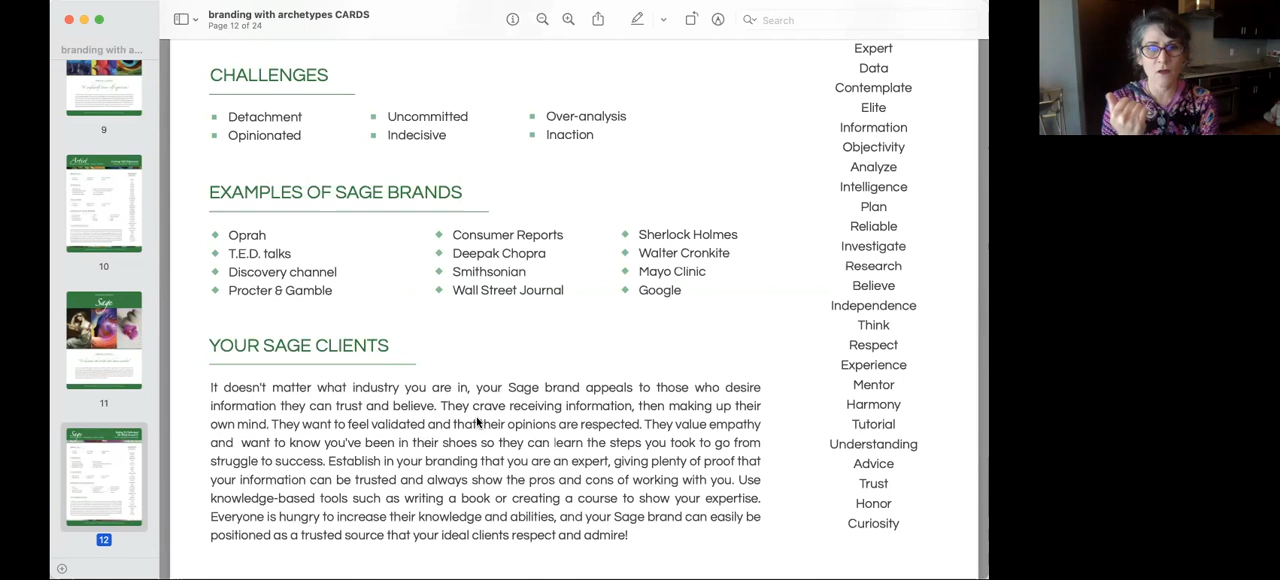 branding with archetypes CARDS
Page 12 of 24
Search
branding with a...
9
Artist
10
Sage
11
Sage
12
CHALLENGES
Detachment
Uncommitted
Over-analysis
Opinionated
Indecisive
Inaction
EXAMPLES OF SAGE BRANDS
Oprah
Consumer Reports
Sherlock Holmes
T.E.D. talks
Deepak Chopra
Walter Cronkite
Discovery channel
Smithsonian
Mayo Clinic
Procter & Gamble
Wall Street Journal
Google
YOUR SAGE CLIENTS
It doesn't matter what industry you are in, your Sage brand appeals to those who desire
information they can trust and believe. They crave receiving information, then making up their
own mind. They want to feel validated and that their opinions are respected. They value empathy
and want to know you've been in their shoes so they can learn the steps you took to go from
struggle to success. Establish in your branding that you are an expert, giving plenty of proof that
your information can be trusted and always show the pros and cons of working with you. Use
knowledge-based tools such as writing a book or creating a course to show your expertise.
Everyone is hungry to increase their knowledge and abilities, and your Sage brand can easily be
positioned as a trusted source that your ideal clients respect and admire!
Expert
Data
Contemplate
Elite
Information
Objectivity
Analyze
Intelligence
Plan
Reliable
Investigate
Research
Believe
Independence
Think
Respect
Experience
Mentor
Harmony
Tutorial
Understanding
Advice
Trust
Honor
Curiosity